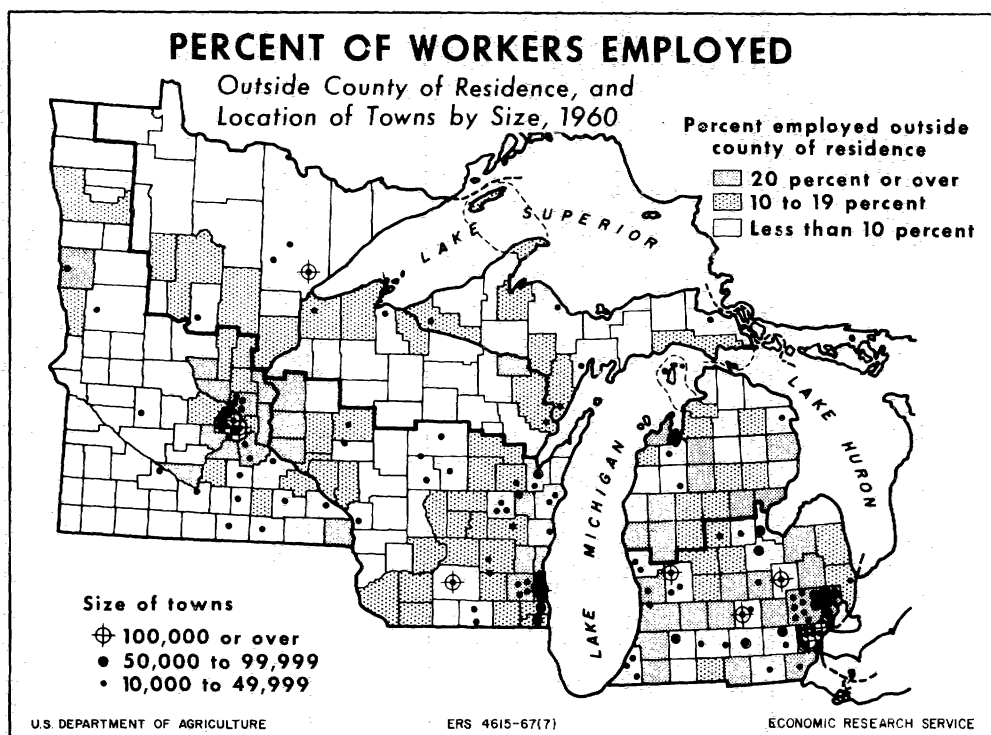 PERCENT OF WORKERS EMPLOYED
Outside County of Residence, and
Location of Towns by Size, 1960
Percent employed outside
county of residence
20 percent or over
10 to 19 percent
Less than 10 percent
LAKE SUPERIOR
LAKE MICHIGAN
LAKE HURON
Size of towns
100,000 or over
50,000 to 99,999
10,000 to 49,999
U.S. DEPARTMENT OF AGRICULTURE
ERS 4615-67(7)
ECONOMIC RESEARCH SERVICE